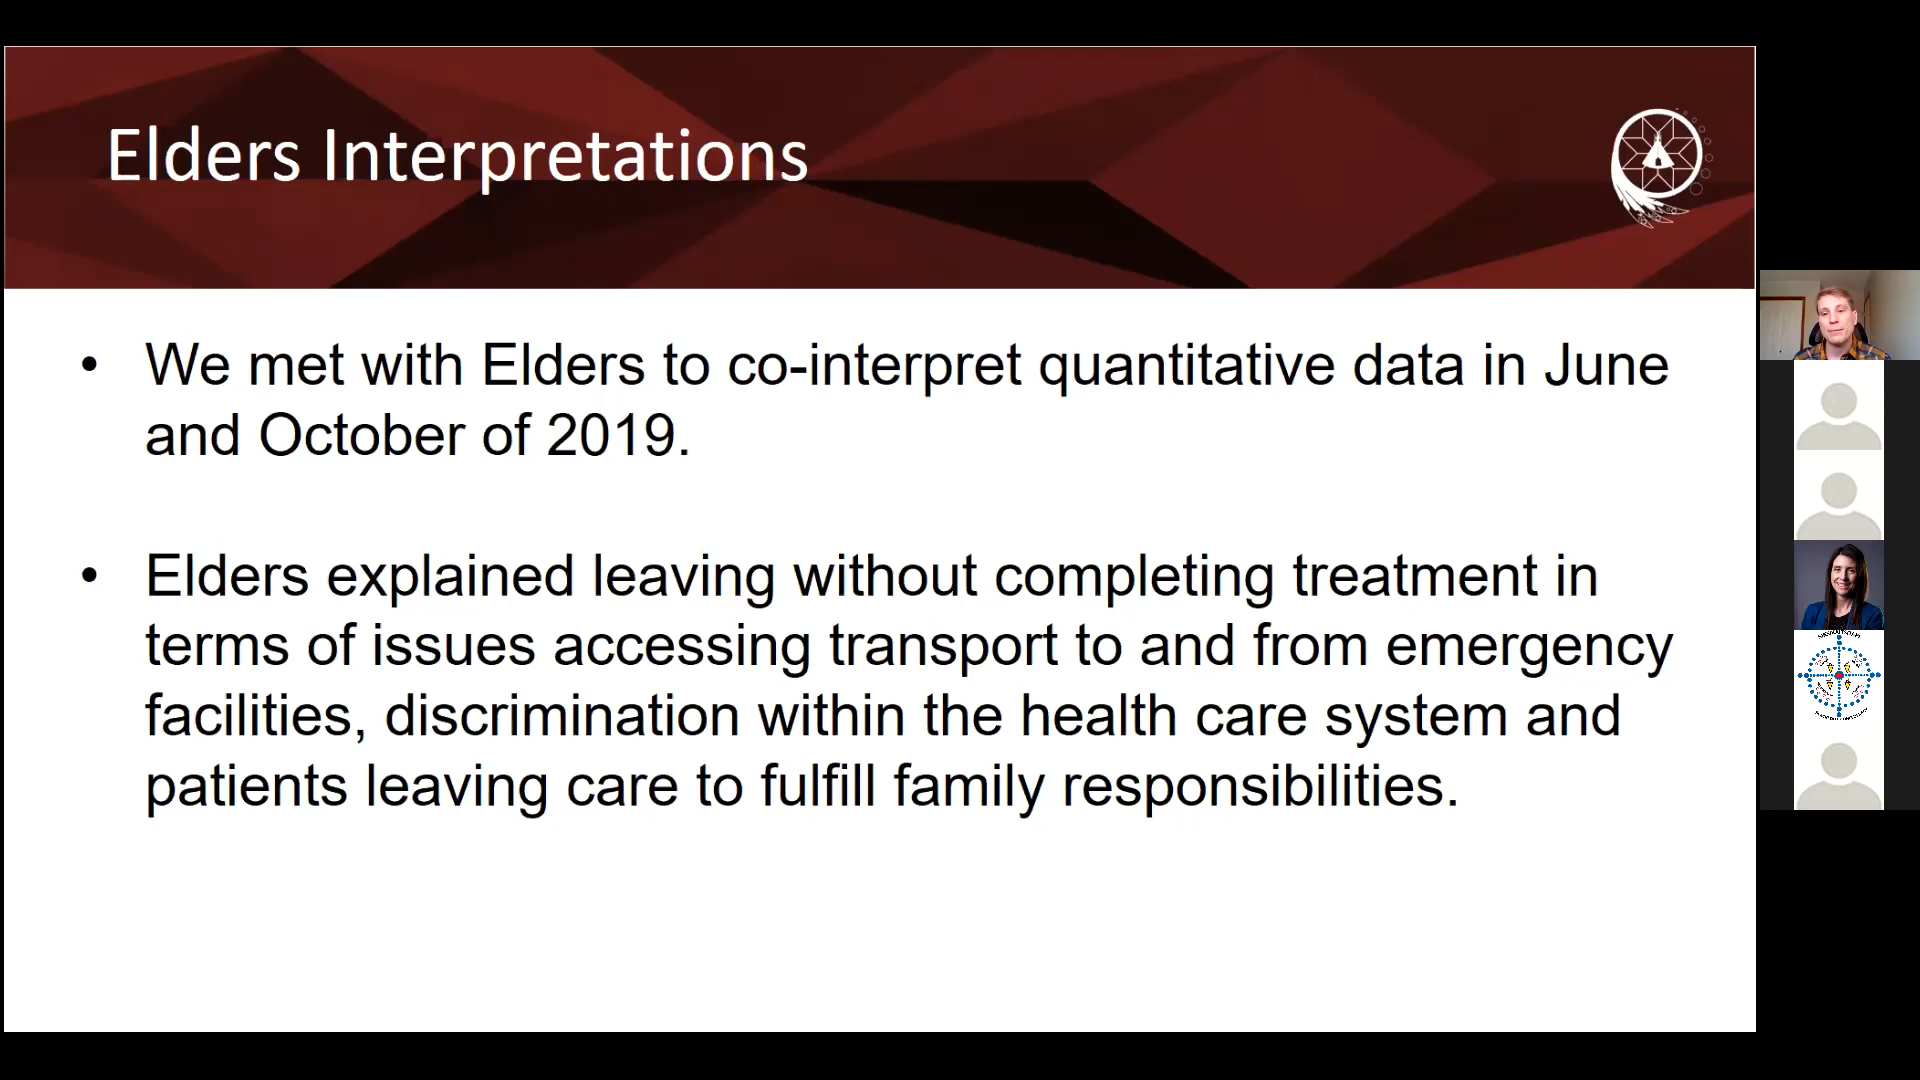 Elders Interpretations
• We met with Elders to co-interpret quantitative data in June
and October of 2019.
• Elders explained leaving without completing treatment in
terms of issues accessing transport to and from emergency
facilities, discrimination within the health care system and
patients leaving care to fulfill family responsibilities.